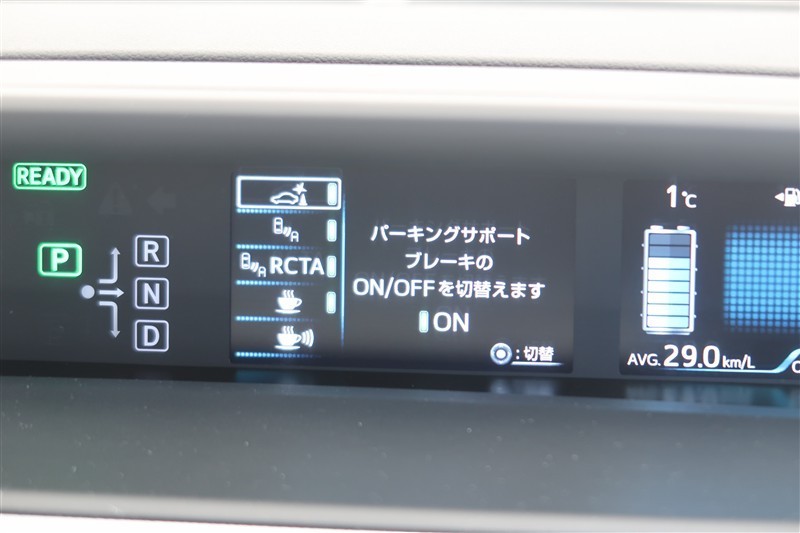 READY
P
R
N
D
RCTA
パーキングサポート
ブレーキの
ON/OFFを切替えます
ON
:切替
1℃
AVG. 29.0 km/L